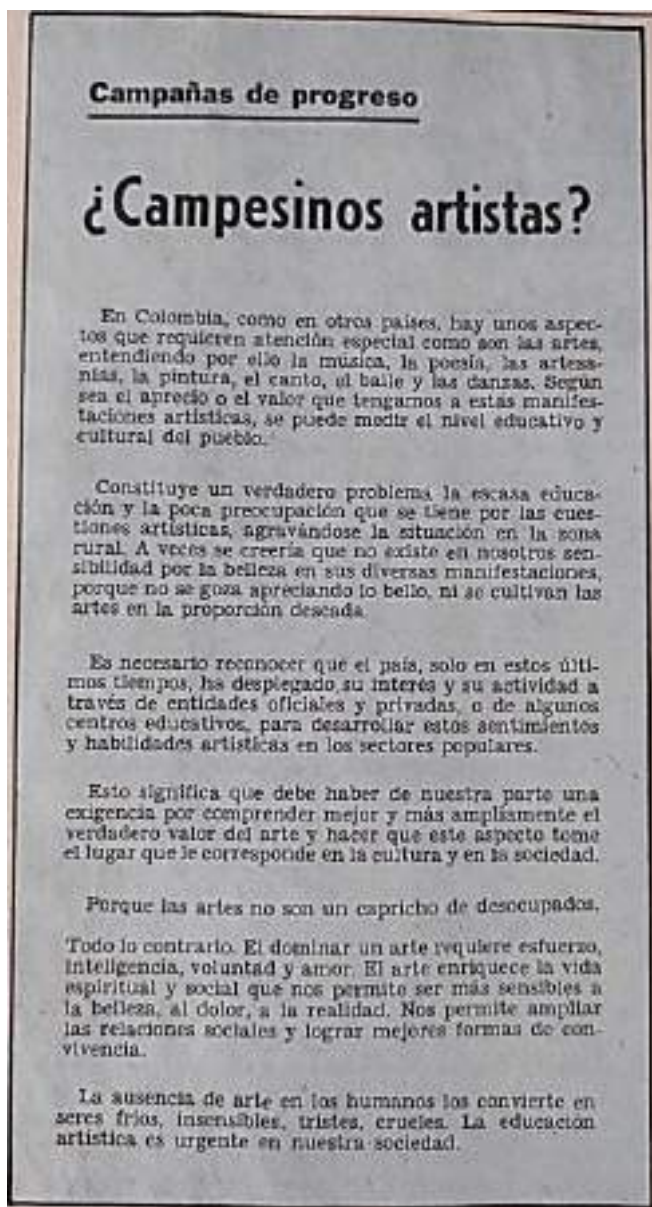 Campañas de progreso
¿Campesinos artistas?
En Colombia, como en otros países, hay unos aspec-
tos que requieren atención especial como son las artes,
entendiendo por ello la música, la poesía, las artesa-
nías, la pintura, el canto, el baile y las danzas. Según
sea el aprecio o el valor que tengamos a estas manifes-
taciones artísticas, se puede medir el nivel educativo y
cultural del pueblo.
Constituye un verdadero problema la escasa educa-
ción y la poca preocupación que se tiene por las cues-
tiones artísticas, agravándose la situación en la zona
rural. A veces se creería que no existe en nosotros sen-
sibilidad por la belleza en sus diversas manifestaciones,
porque no se goza apreciando lo bello, ni se cultivan las
artes en la proporción deseada.
Es necesario reconocer que el país, solo en estos últi-
mos tiempos, ha desplegado su interés y su actividad a
través de entidades oficiales y privadas, o de algunos
centros educativos, para desarrollar estos sentimientos
y habilidades artísticas en los sectores populares.
Esto significa que debe haber de nuestra parte una
exigencia por comprender mejor y más ampliamente el
verdadero valor del arte y hacer que este aspecto tome
el lugar que le corresponde en la cultura y en la sociedad.
Porque las artes no son un capricho de desocupados.
Todo lo contrario. El dominar un arte requiere esfuerzo,
inteligencia, voluntad y amor. El arte enriquece la vida
espiritual y social que nos permite ser más sensibles a
la belleza, al dolor, a la realidad. Nos permite ampliar
las relaciones sociales y lograr mejores formas de con-
vivencia.
La ausencia de arte en los humanos los convierte en
seres fríos, insensibles, tristes, crueles. La educación
artística es urgente en nuestra sociedad.